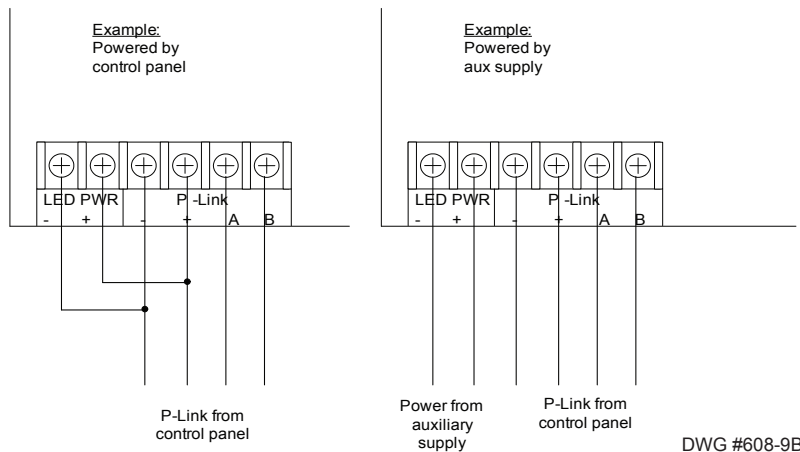 Example:
Powered by
control panel
LED PWR P -Link
- + - + A B
P-Link from
control panel
Example:
Powered by
aux supply
LED PWR P -Link
- + - + A B
Power from
auxiliary
supply
P-Link from
control panel
DWG #608-9B